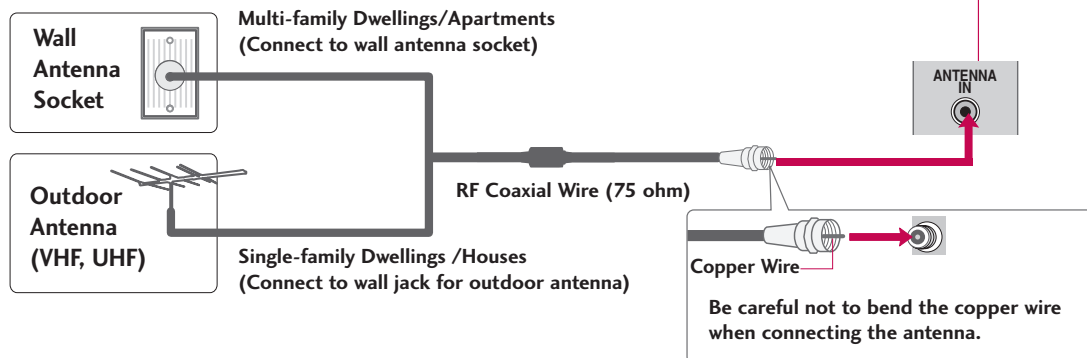 Multi-family Dwellings/Apartments
(Connect to wall antenna socket)
Wall
Antenna
Socket
ANTENNA
IN
RF Coaxial Wire (75 ohm)
Outdoor
Antenna
(VHF, UHF)
Single-family Dwellings /Houses
(Connect to wall jack for outdoor antenna)
Copper Wire
Be careful not to bend the copper wire
when connecting the antenna.